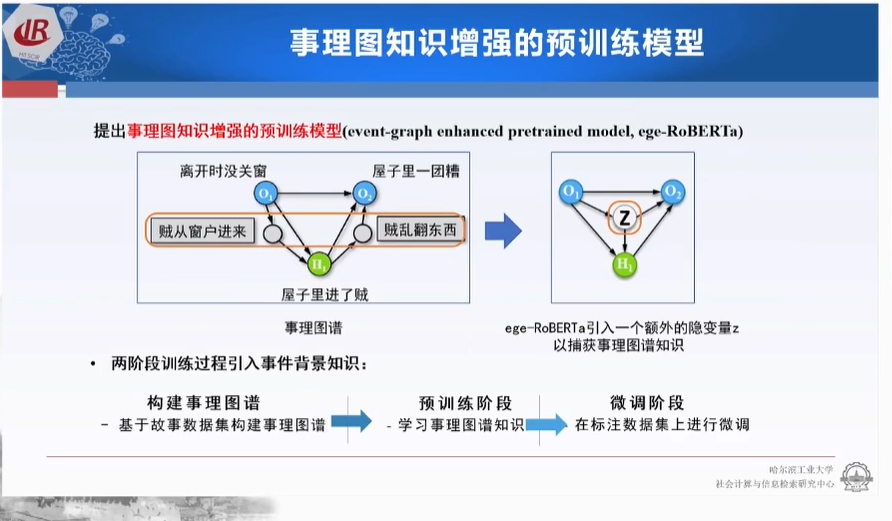 事理图知识增强的预训练模型
提出事理图知识增强的预训练模型(event-graph enhanced pretrained model, ege-RoBERTa)
离开时没关窗
屋子里一团糟
O₁
O₂
贼从窗户进来
贼乱翻东西
H₁
屋子里进了贼
O₁
O₂
Z
H₁
事理图谱
ege-RoBERTa引入一个额外的隐变量z
以捕获事理图谱知识
• 两阶段训练过程引入事件背景知识：
构建事理图谱
预训练阶段
微调阶段
- 基于故事数据集构建事理图谱
- 学习事理图谱知识
- 在标注数据集上进行微调
哈尔滨工业大学
社会计算与信息检索研究中心